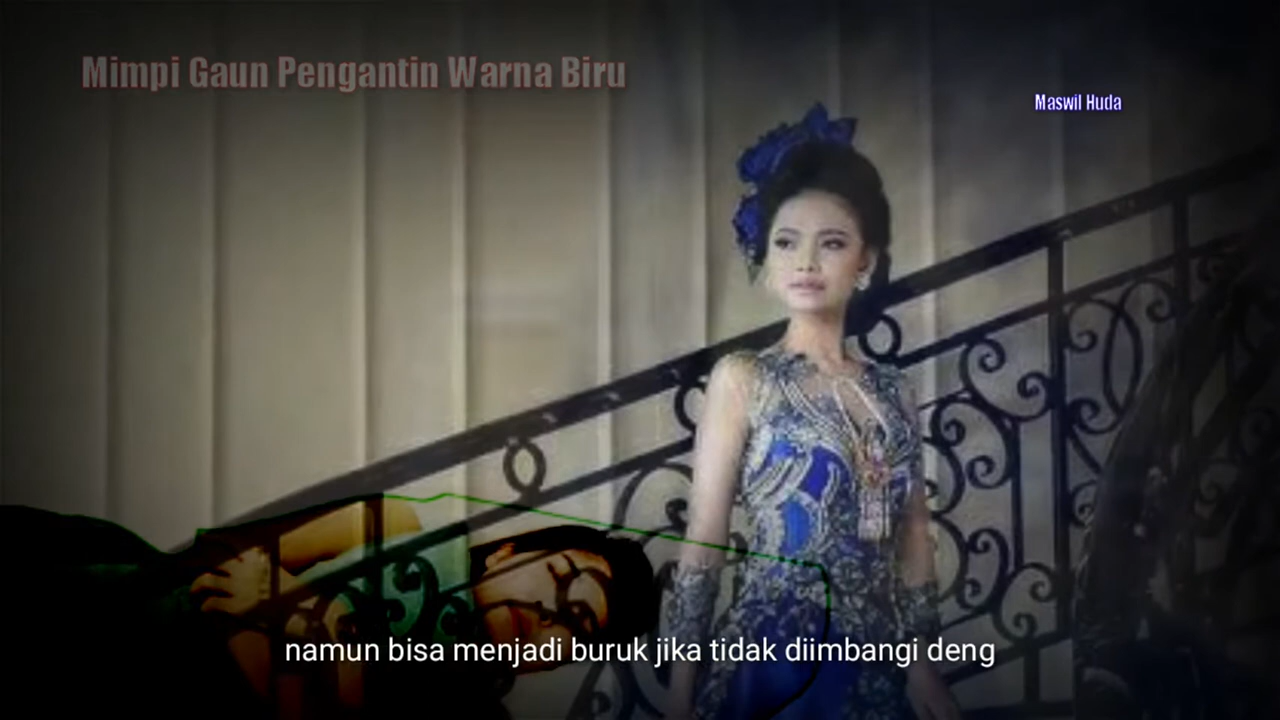 Mimpi Gaun Pengantin Warna Biru
Maswil Huda
namun bisa menjadi buruk jika tidak diimbangi deng